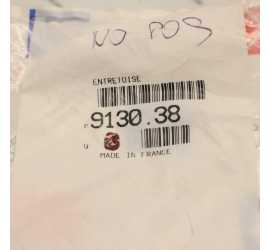 NO POS
ENTRETOISE
P 9130.38
U
MADE IN FRANCE